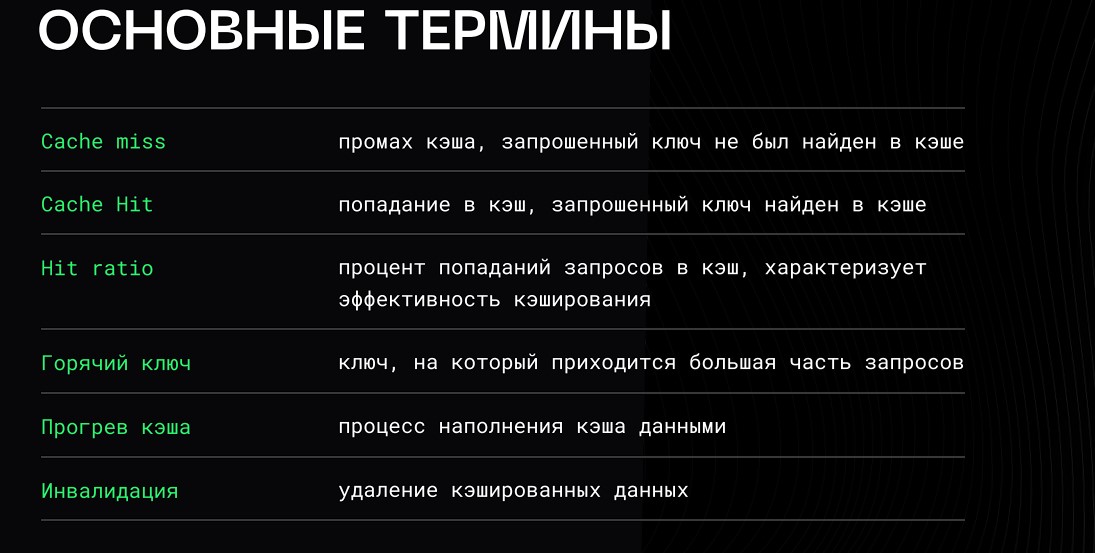 ОСНОВНЫЕ ТЕРМИНЫ
Cache miss
промах кэша, запрошенный ключ не был найден в кэше
Cache Hit
попадание в кэш, запрошенный ключ найден в кэше
Hit ratio
процент попаданий запросов в кэш, характеризует
эффективность кэширования
Горячий ключ
ключ, на который приходится большая часть запросов
Прогрев кэша
процесс наполнения кэша данными
Инвалидация
удаление кэшированных данных